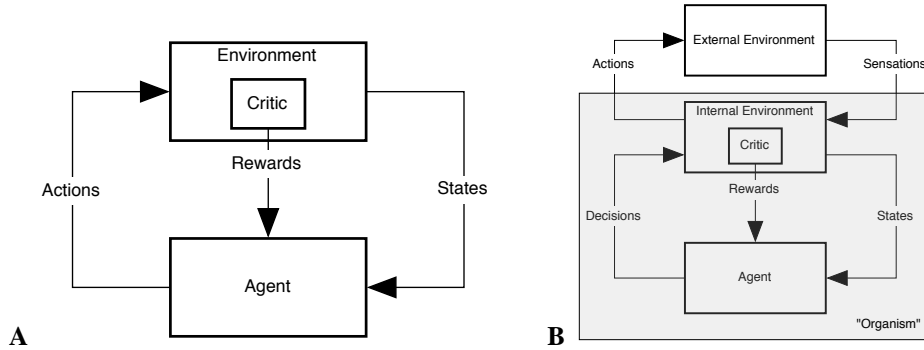 Environment
Critic
Rewards
Actions
States
Agent
A
External Environment
Actions
Sensations
Internal Environment
Critic
Rewards
Decisions
States
Agent
"Organism"
B